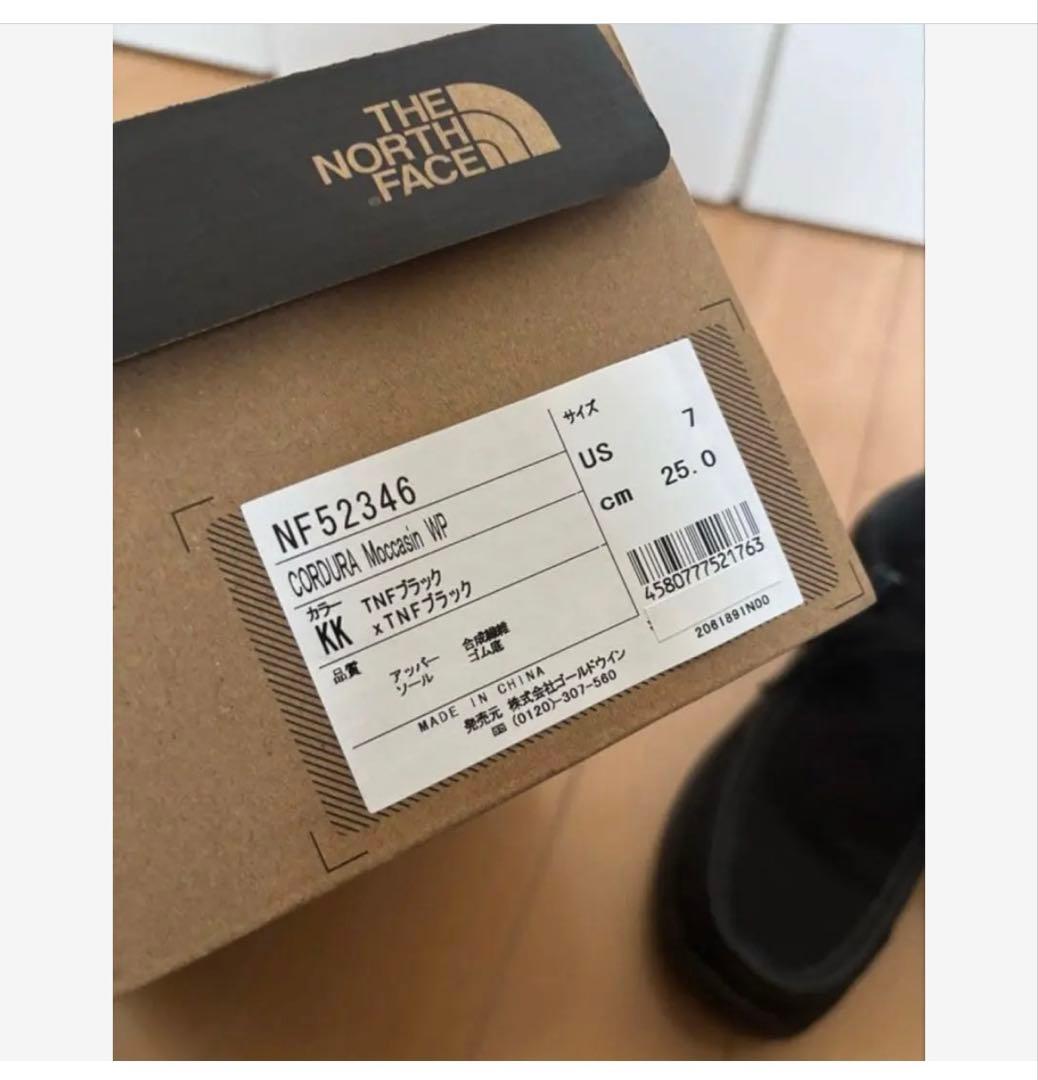 THE
NORTH
FACE
NF52346
CORDURA Moccasin WP
カラー TNFブラック
KK xTNFブラック
品質 アッパー 合成繊維
ソール ゴム底
MADE IN CHINA
発売元 株式会社ゴールドウイン
(0120)-307-560
サイズ
US 7
cm 25.0
4580777521763
2061891N00